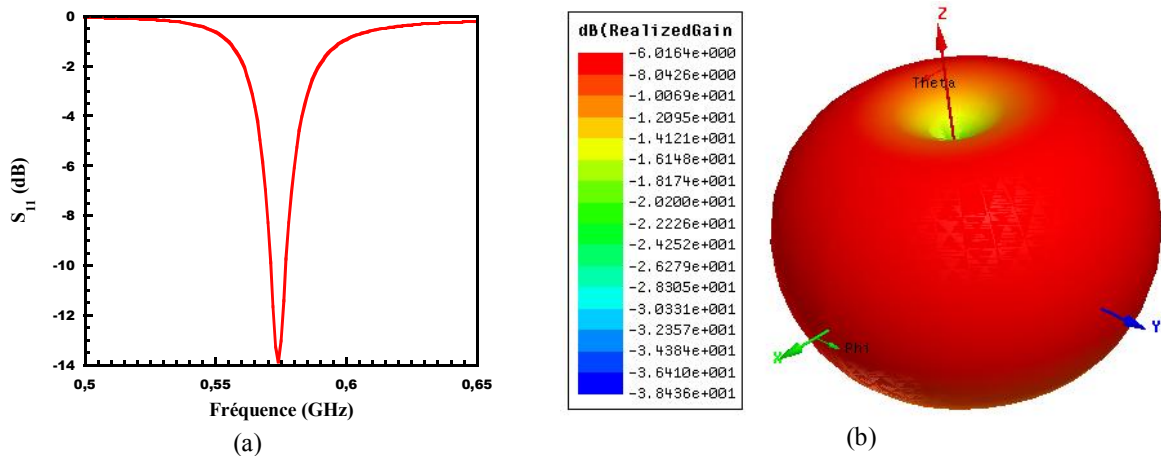 0
-2
-4
-6
-8
-10
-12
-14
S11 (dB)
0,5
0,55
0,6
0,65
Fréquence (GHz)
(a)
dB(RealizedGain
-6.0164e+000
-8.0426e+000
-1.0069e+001
-1.2095e+001
-1.4121e+001
-1.6148e+001
-1.8174e+001
-2.0200e+001
-2.2226e+001
-2.4252e+001
-2.6279e+001
-2.8305e+001
-3.0331e+001
-3.2357e+001
-3.4384e+001
-3.6410e+001
-3.8436e+001
Z
Theta
Y
X
Phi
(b)